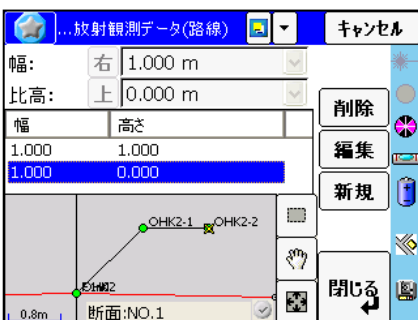 ...放射観測データ(路線)
キャンセル
幅: 右 1.000 m
比高: 上 0.000 m
削除
幅 高さ
1.000 1.000
編集
1.000 0.000
新規
OHK2-1 OHK2-2
閉じる
0.8m 断面:NO.1